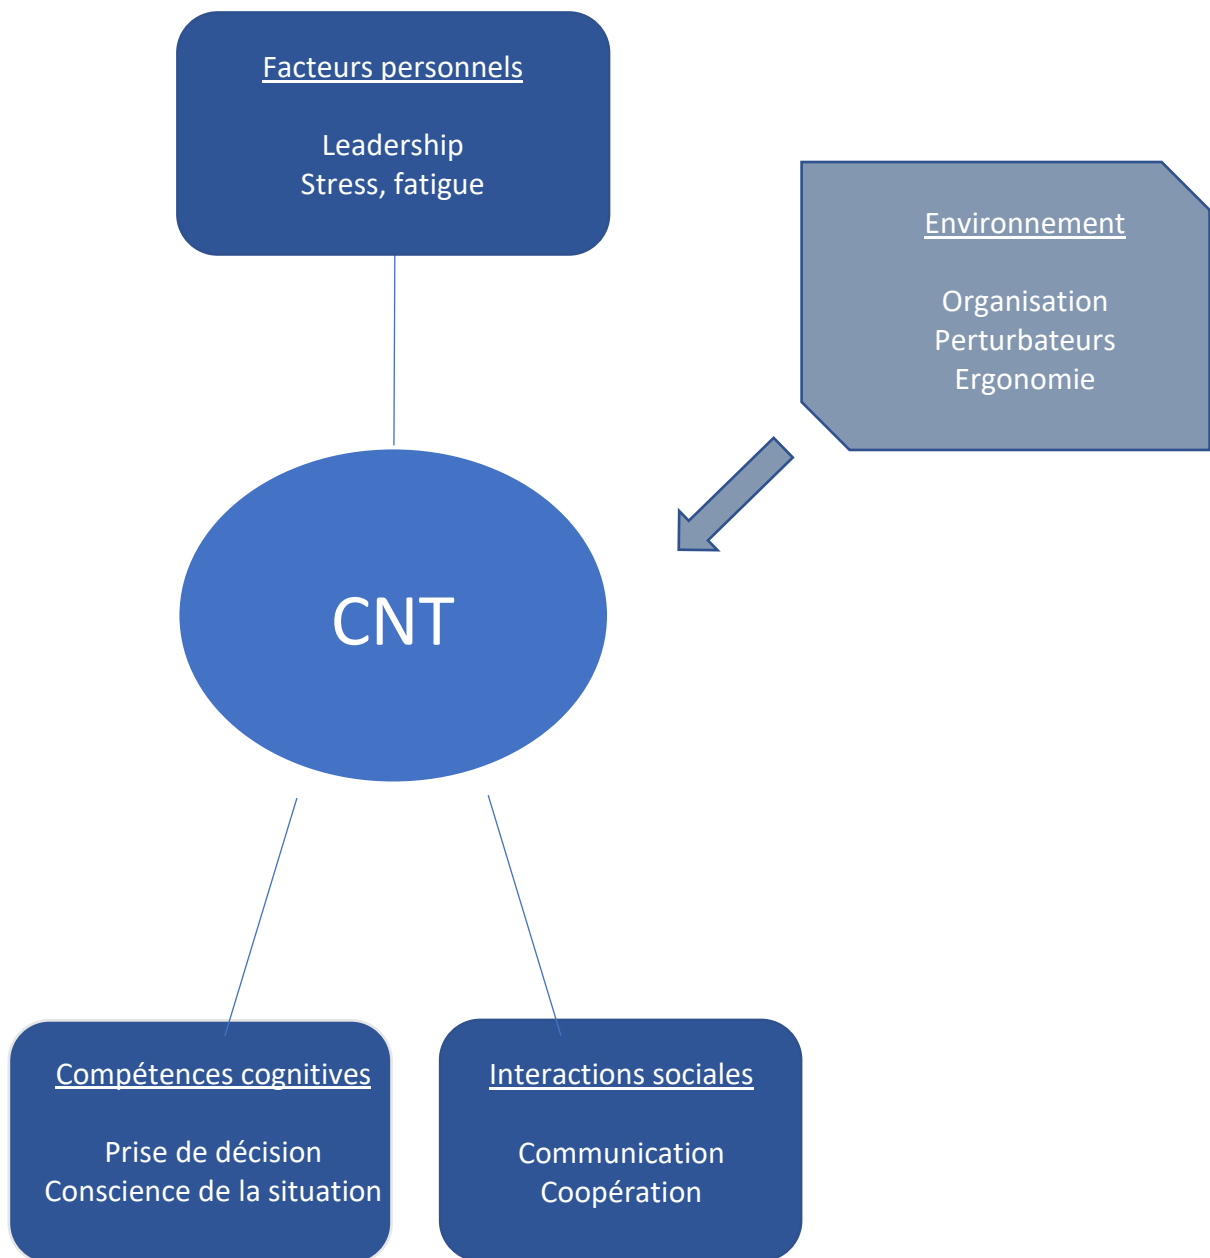 Facteurs personnels
Leadership
Stress, fatigue
Environnement
Organisation
Perturbateurs
Ergonomie
CNT
Compétences cognitives
Prise de décision
Conscience de la situation
Interactions sociales
Communication
Coopération